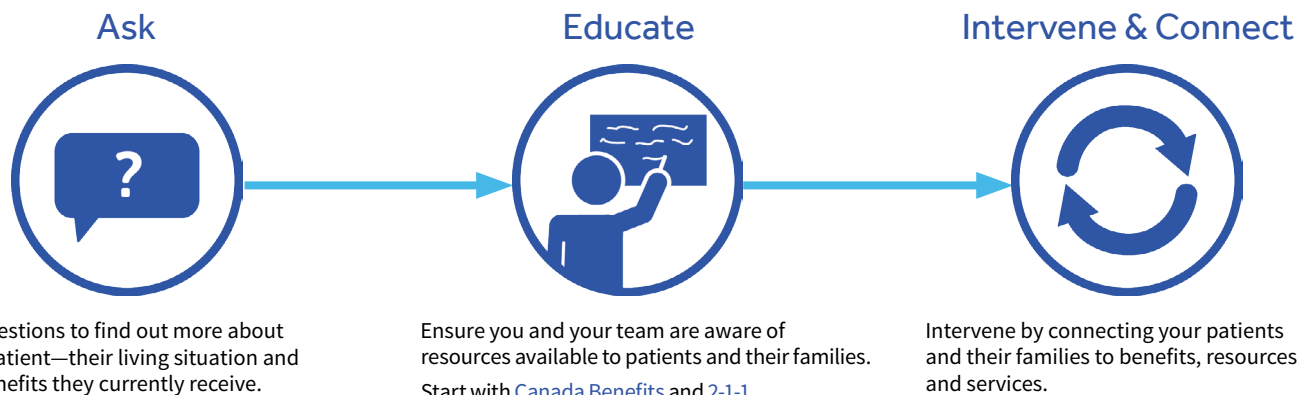 Ask
?
estions to find out more about
atient—their living situation and
nefits they currently receive.
Educate
Ensure you and your team are aware of
resources available to patients and their families.
Start with Canada Benefits and 2-1-1
Intervene & Connect
Intervene by connecting your patients
and their families to benefits, resources
and services.